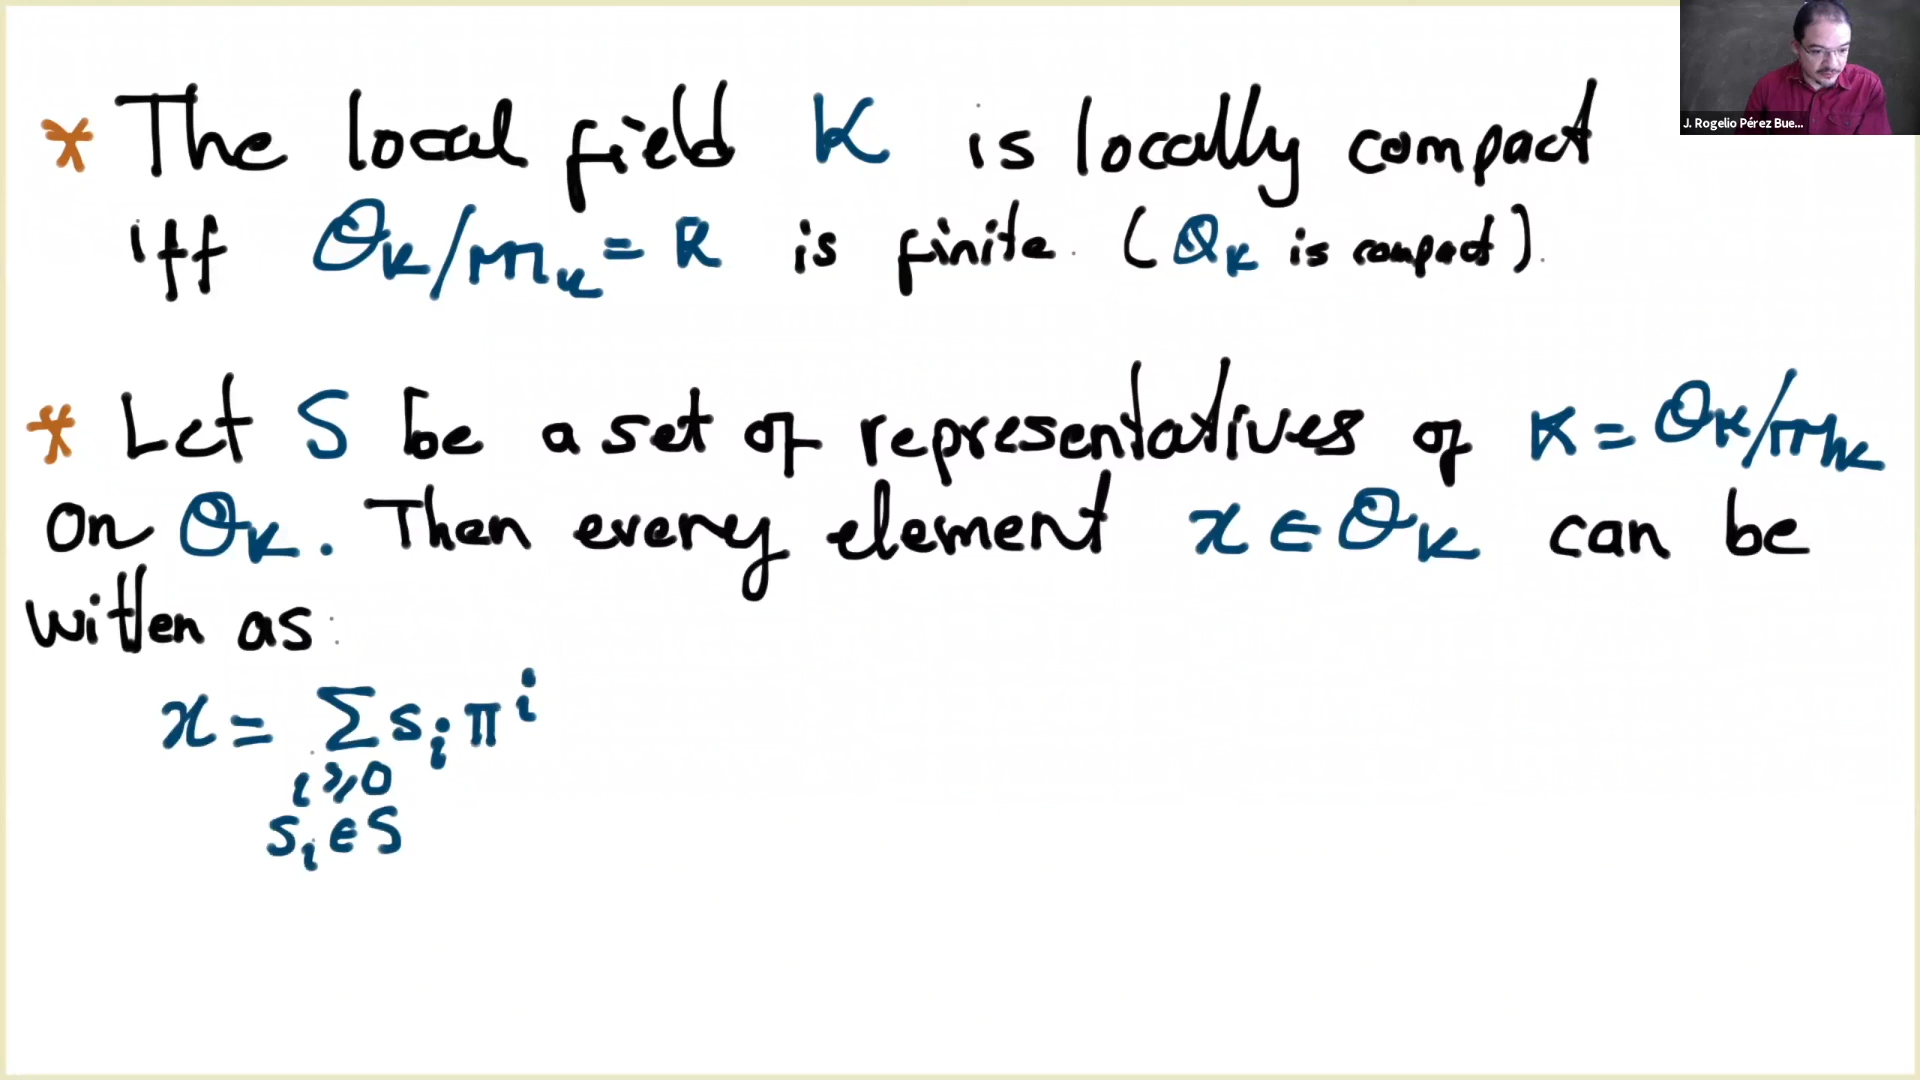 * The local field K is locally compact
iff 𝒪_K/𝔪_K = k is finite. (𝒪_K is compact).
* Let S be a set of representatives of k = 𝒪_K/𝔪_K
on 𝒪_K. Then every element x ∈ 𝒪_K can be
witten as:
x = Σ s_i π^i
i ≥ 0
s_i ∈ S
J. Rogelio Pérez Bue...